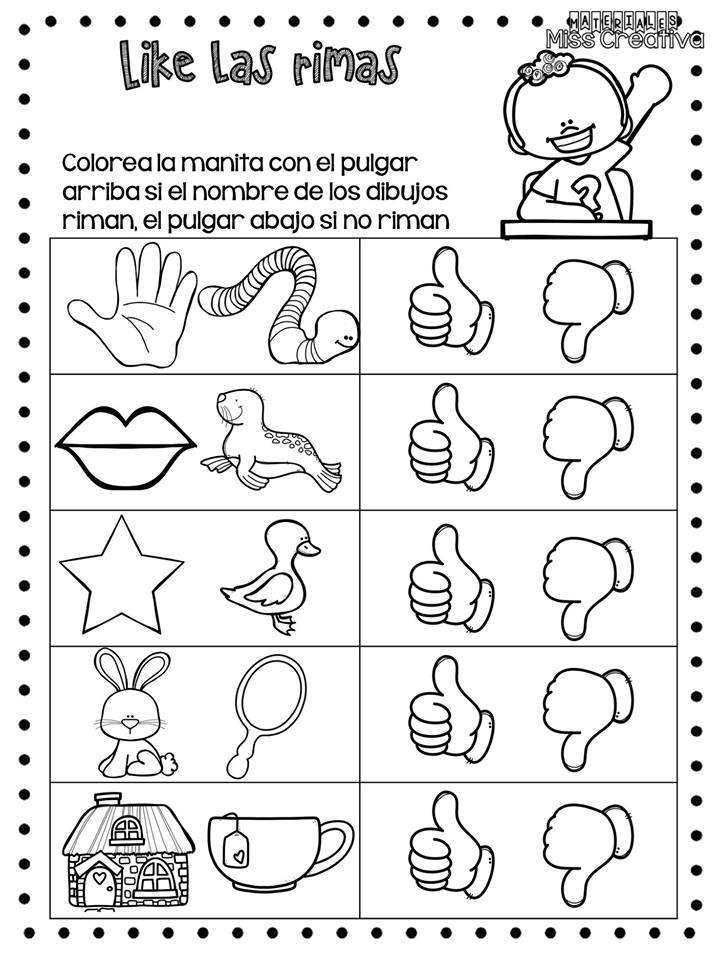 MATERIALES
Miss Creativa
Like Las rimas
Colorea la manita con el pulgar
arriba si el nombre de los dibujos
riman, el pulgar abajo si no riman
?